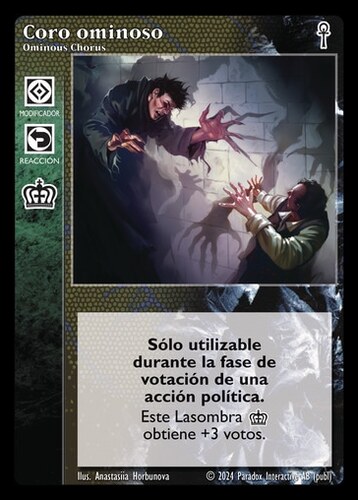 Coro ominoso
Ominous Chorus
MODIFICADOR
REACCIÓN
Sólo utilizable
durante la fase de
votación de una
acción política.
Este Lasombra
obtiene +3 votos.
Ilus. Anastasiia Horbunova © 2024 Paradox Interactive AB (publ)